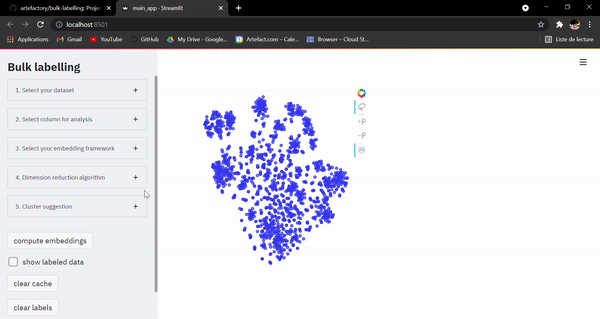 artefactory/bulk-labelling: Proje
main_app · Streamlit
localhost:8501
Applications
Gmail
YouTube
GitHub
My Drive - Google...
Artefact.com – Cale...
Browser – Cloud St...
Liste de lecture
Bulk labelling
1. Select your dataset
2. Select column for analysis
3. Select your embedding framework
4. Dimension reduction algorithm
5. Cluster suggestion
compute embeddings
show labeled data
clear cache
clear labels